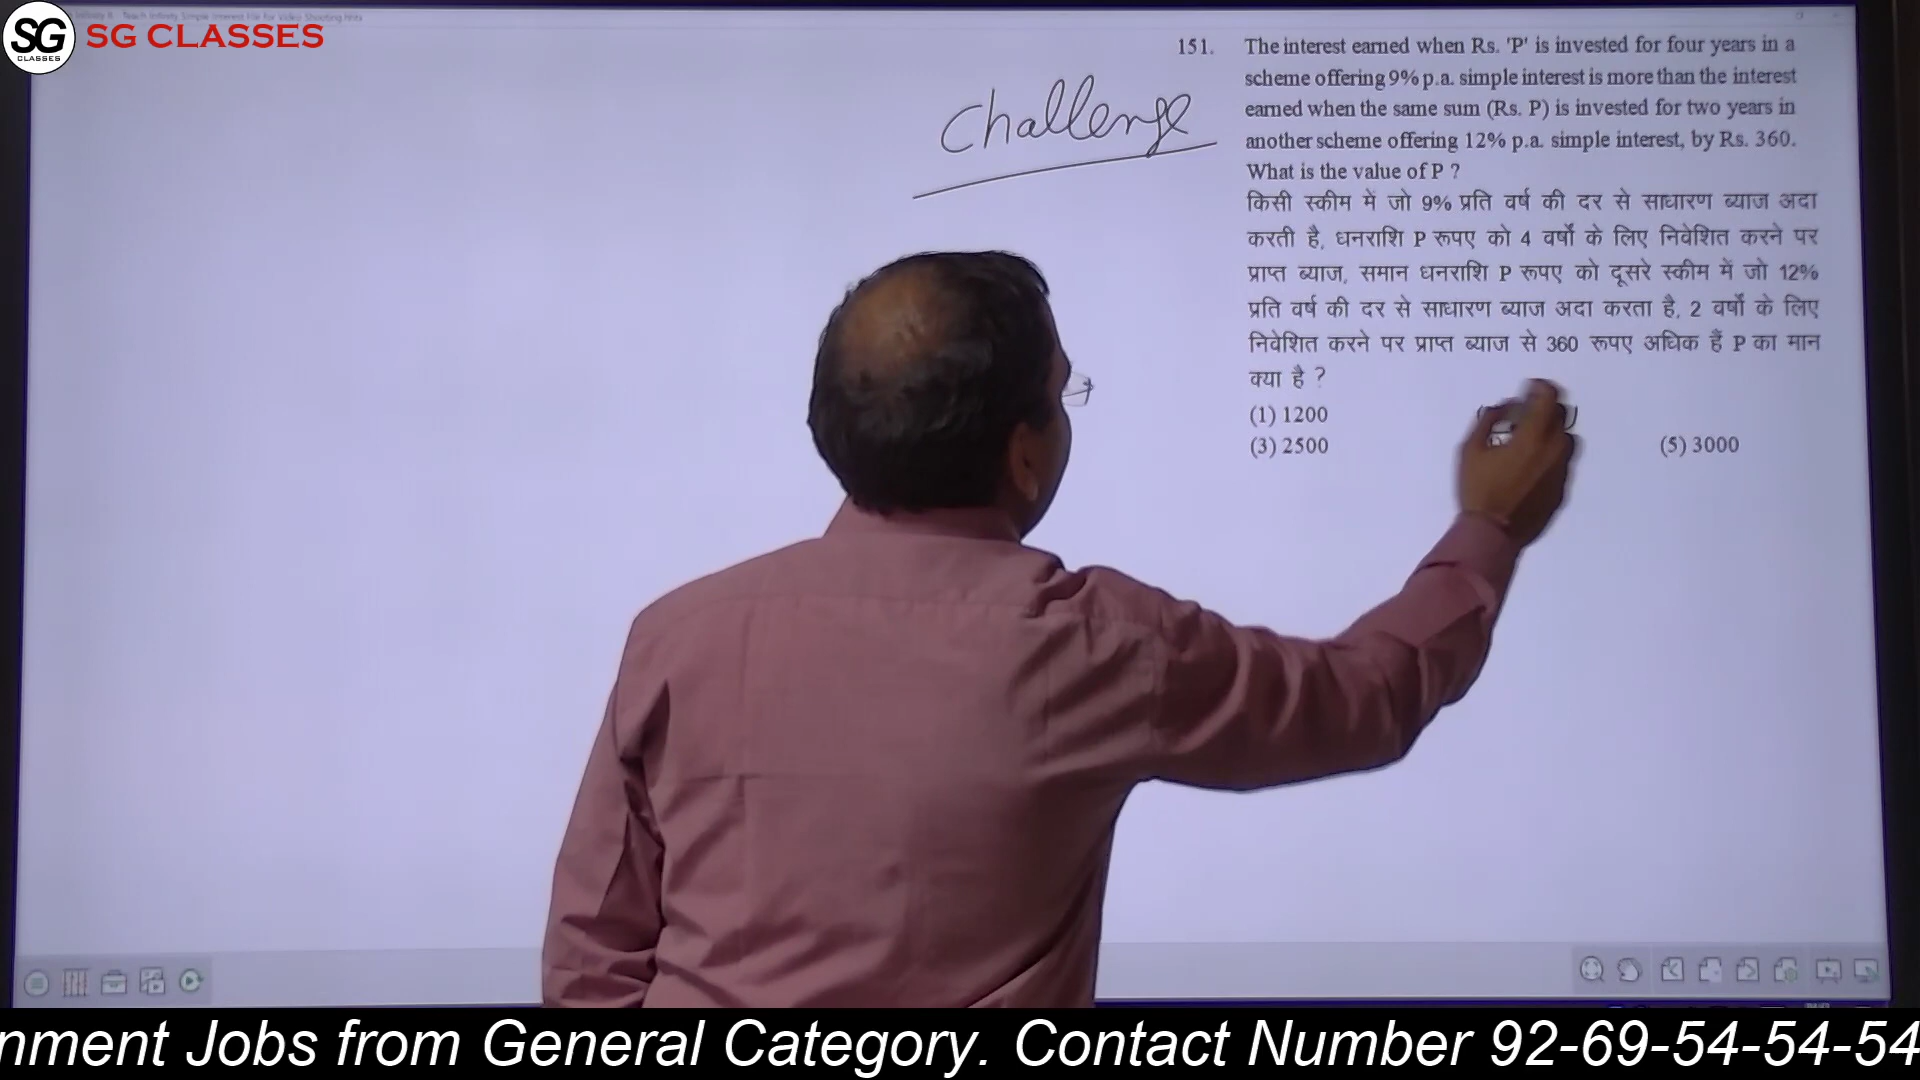 SG
CLASSES
SG CLASSES
Challenge
151. The interest earned when Rs. 'P' is invested for four years in a
scheme offering 9% p.a. simple interest is more than the interest
earned when the same sum (Rs. P) is invested for two years in
another scheme offering 12% p.a. simple interest, by Rs. 360.
What is the value of P ?
किसी स्कीम में जो 9% प्रति वर्ष की दर से साधारण ब्याज अदा
करती है, धनराशि P रूपए को 4 वर्षों के लिए निवेशित करने पर
प्राप्त ब्याज, समान धनराशि P रूपए को दूसरे स्कीम में जो 12%
प्रति वर्ष की दर से साधारण ब्याज अदा करता है, 2 वर्षों के लिए
निवेशित करने पर प्राप्त ब्याज से 360 रूपए अधिक हैं P का मान
क्या है ?
(1) 1200
(3) 2500 (5) 3000
nment Jobs from General Category. Contact Number 92-69-54-54-54